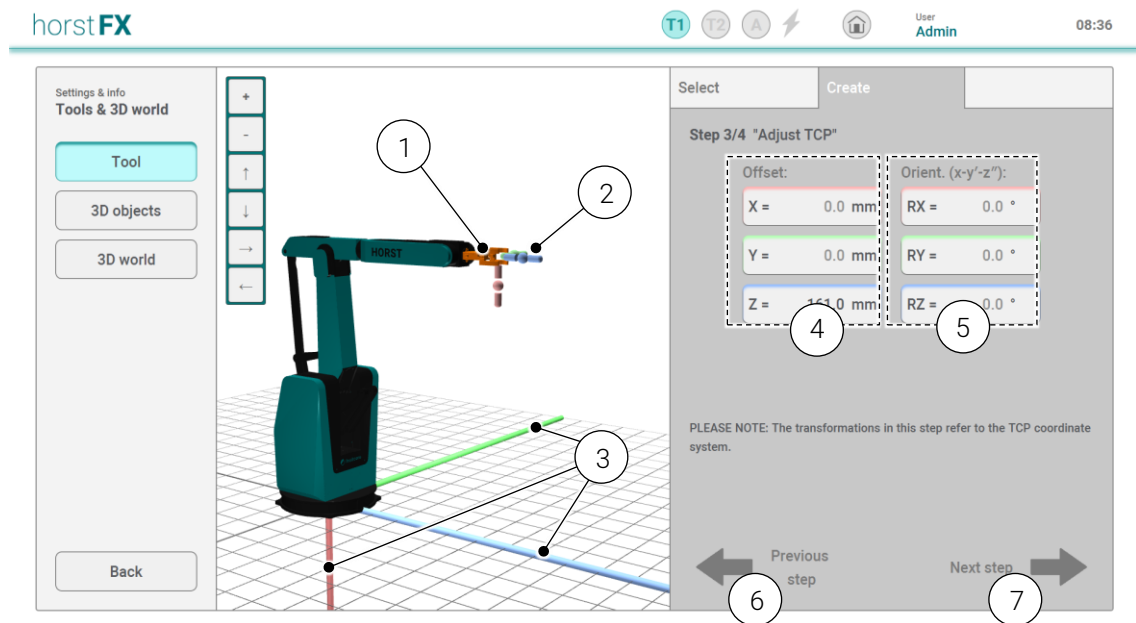 horstFX
T1
T2
A
User
Admin
08:36
Settings & info
Tools & 3D world
Tool
3D objects
3D world
Back
+
-
↑
↓
→
←
HORST
1
2
3
Select
Create
Step 3/4 "Adjust TCP"
Offset:
X = 0.0 mm
Y = 0.0 mm
Z = 161.0 mm
4
Orient. (x-y′-z″):
RX = 0.0 °
RY = 0.0 °
RZ = 0.0 °
5
PLEASE NOTE: The transformations in this step refer to the TCP coordinate
system.
Previous
step
6
Next step
7